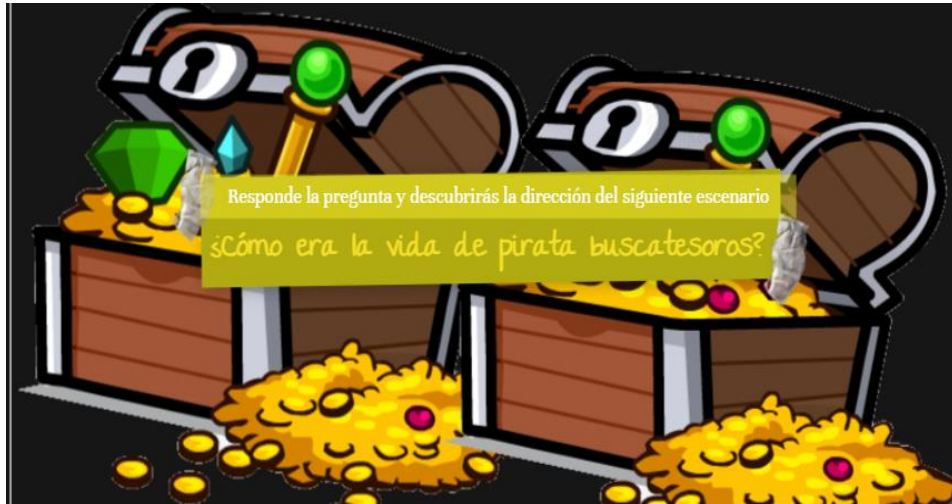 Responde la pregunta y descubrirás la dirección del siguiente escenario
¿Cómo era la vida de pirata buscatesoros?